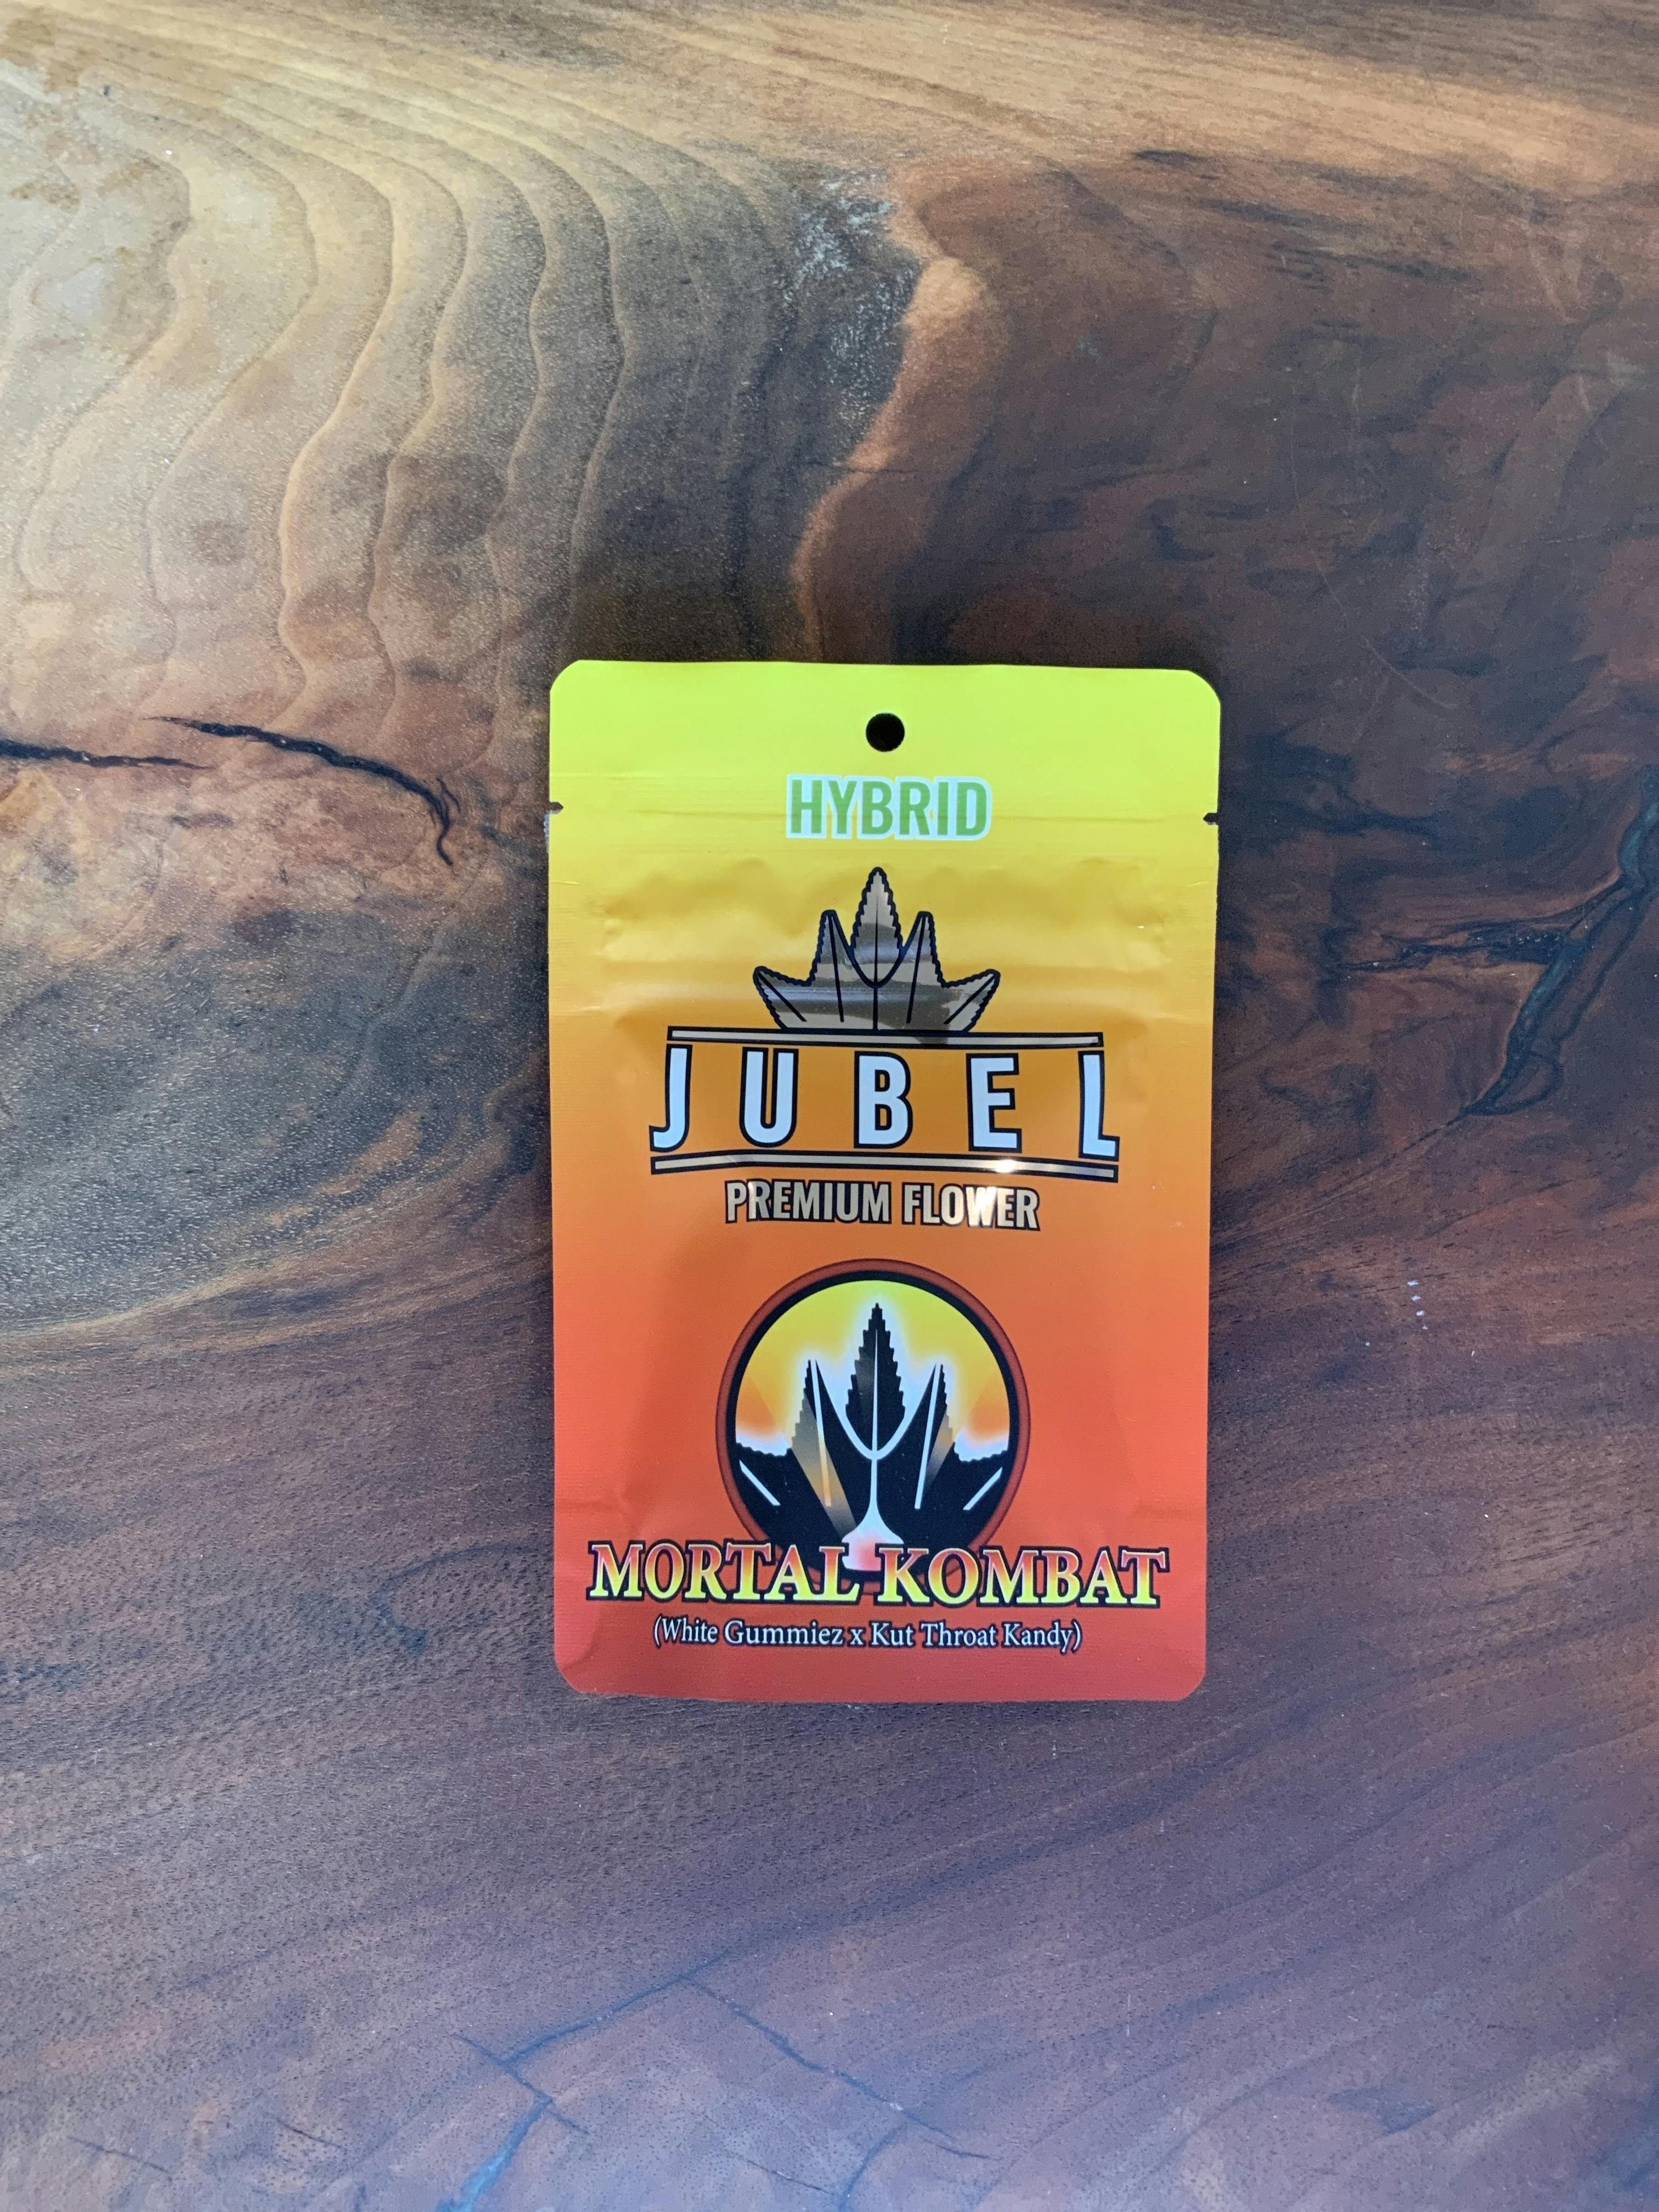 HYBRID
JUBEL
PREMIUM FLOWER
MORTAL KOMBAT
(White Gummiez x Kut Throat Kandy)